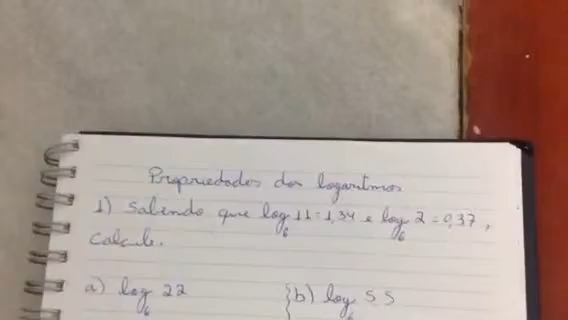 Propriedades dos logaritmos
1) Sabendo que log₆ 11 = 1,34 e log₆ 2 = 0,37,
calcule.
a) log₆ 22 b) log₆ 55